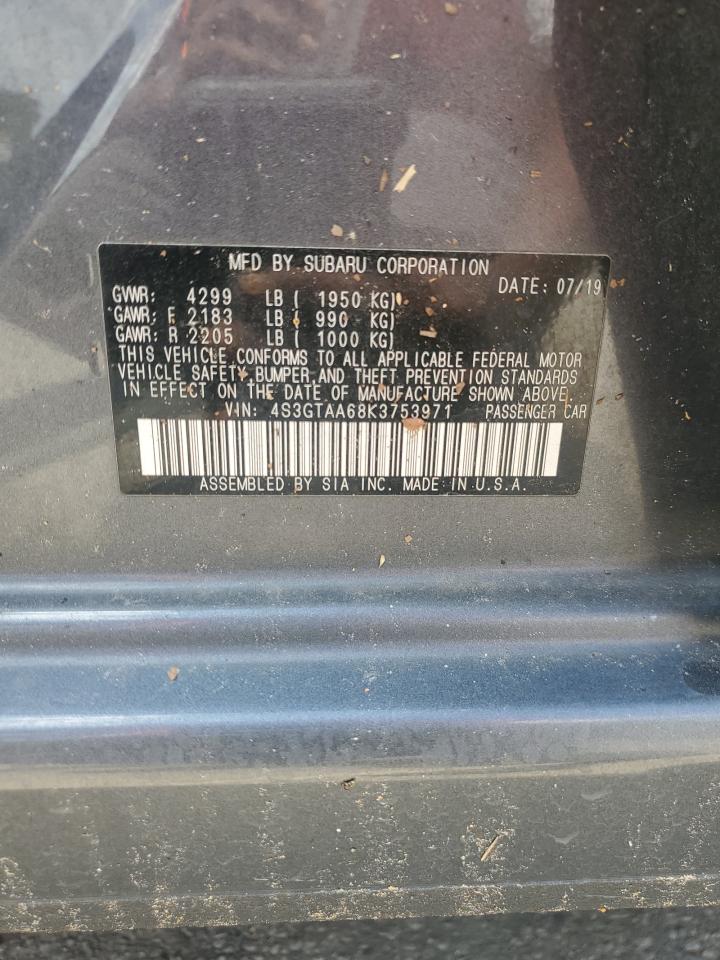 MFD BY SUBARU CORPORATION
DATE: 07/19
GVWR: 4299 LB ( 1950 KG)
GAWR: F 2183 LB ( 990 KG)
GAWR: R 2205 LB ( 1000 KG)
THIS VEHICLE CONFORMS TO ALL APPLICABLE FEDERAL MOTOR
VEHICLE SAFETY, BUMPER AND THEFT PREVENTION STANDARDS
IN EFFECT ON THE DATE OF MANUFACTURE SHOWN ABOVE.
VIN: 4S3GTAA68K3753971 PASSENGER CAR
ASSEMBLED BY SIA INC. MADE IN U.S.A.